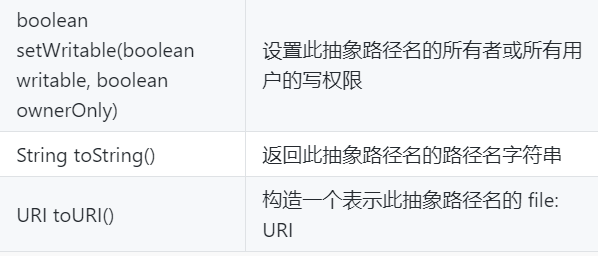 boolean
setWritable(boolean
writable, boolean
ownerOnly)
设置此抽象路径名的所有者或所有用
户的写权限
String toString()
返回此抽象路径名的路径名字符串
URI toURI()
构造一个表示此抽象路径名的 file:
URI